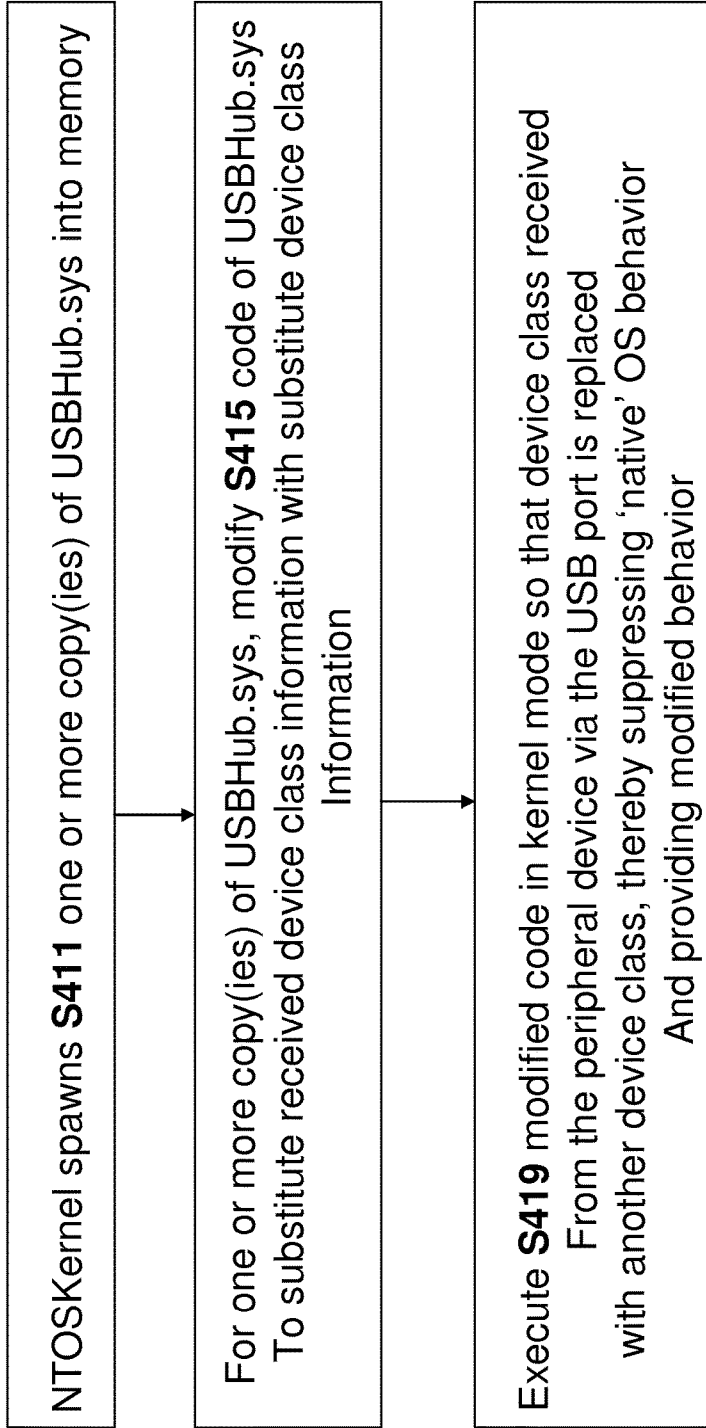 NTOSKernel spawns S411 one or more copy(ies) of USBHub.sys into memory
For one or more copy(ies) of USBHub.sys, modify S415 code of USBHub.sys
To substitute received device class information with substitute device class
Information
Execute S419 modified code in kernel mode so that device class received
From the peripheral device via the USB port is replaced
with another device class, thereby suppressing ‘native’ OS behavior
And providing modified behavior